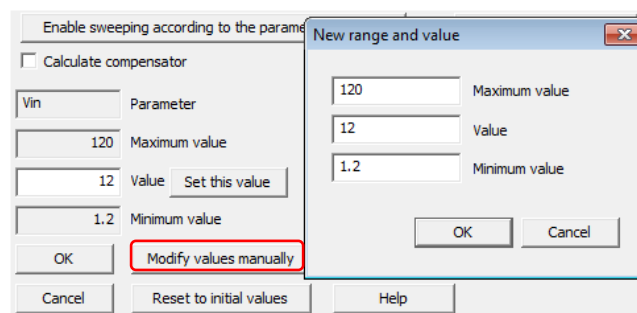 Enable sweeping according to the parame
Calculate compensator
Vin Parameter
120 Maximum value
12 Value Set this value
1.2 Minimum value
OK Modify values manually
Cancel Reset to initial values Help
New range and value
120 Maximum value
12 Value
1.2 Minimum value
OK Cancel